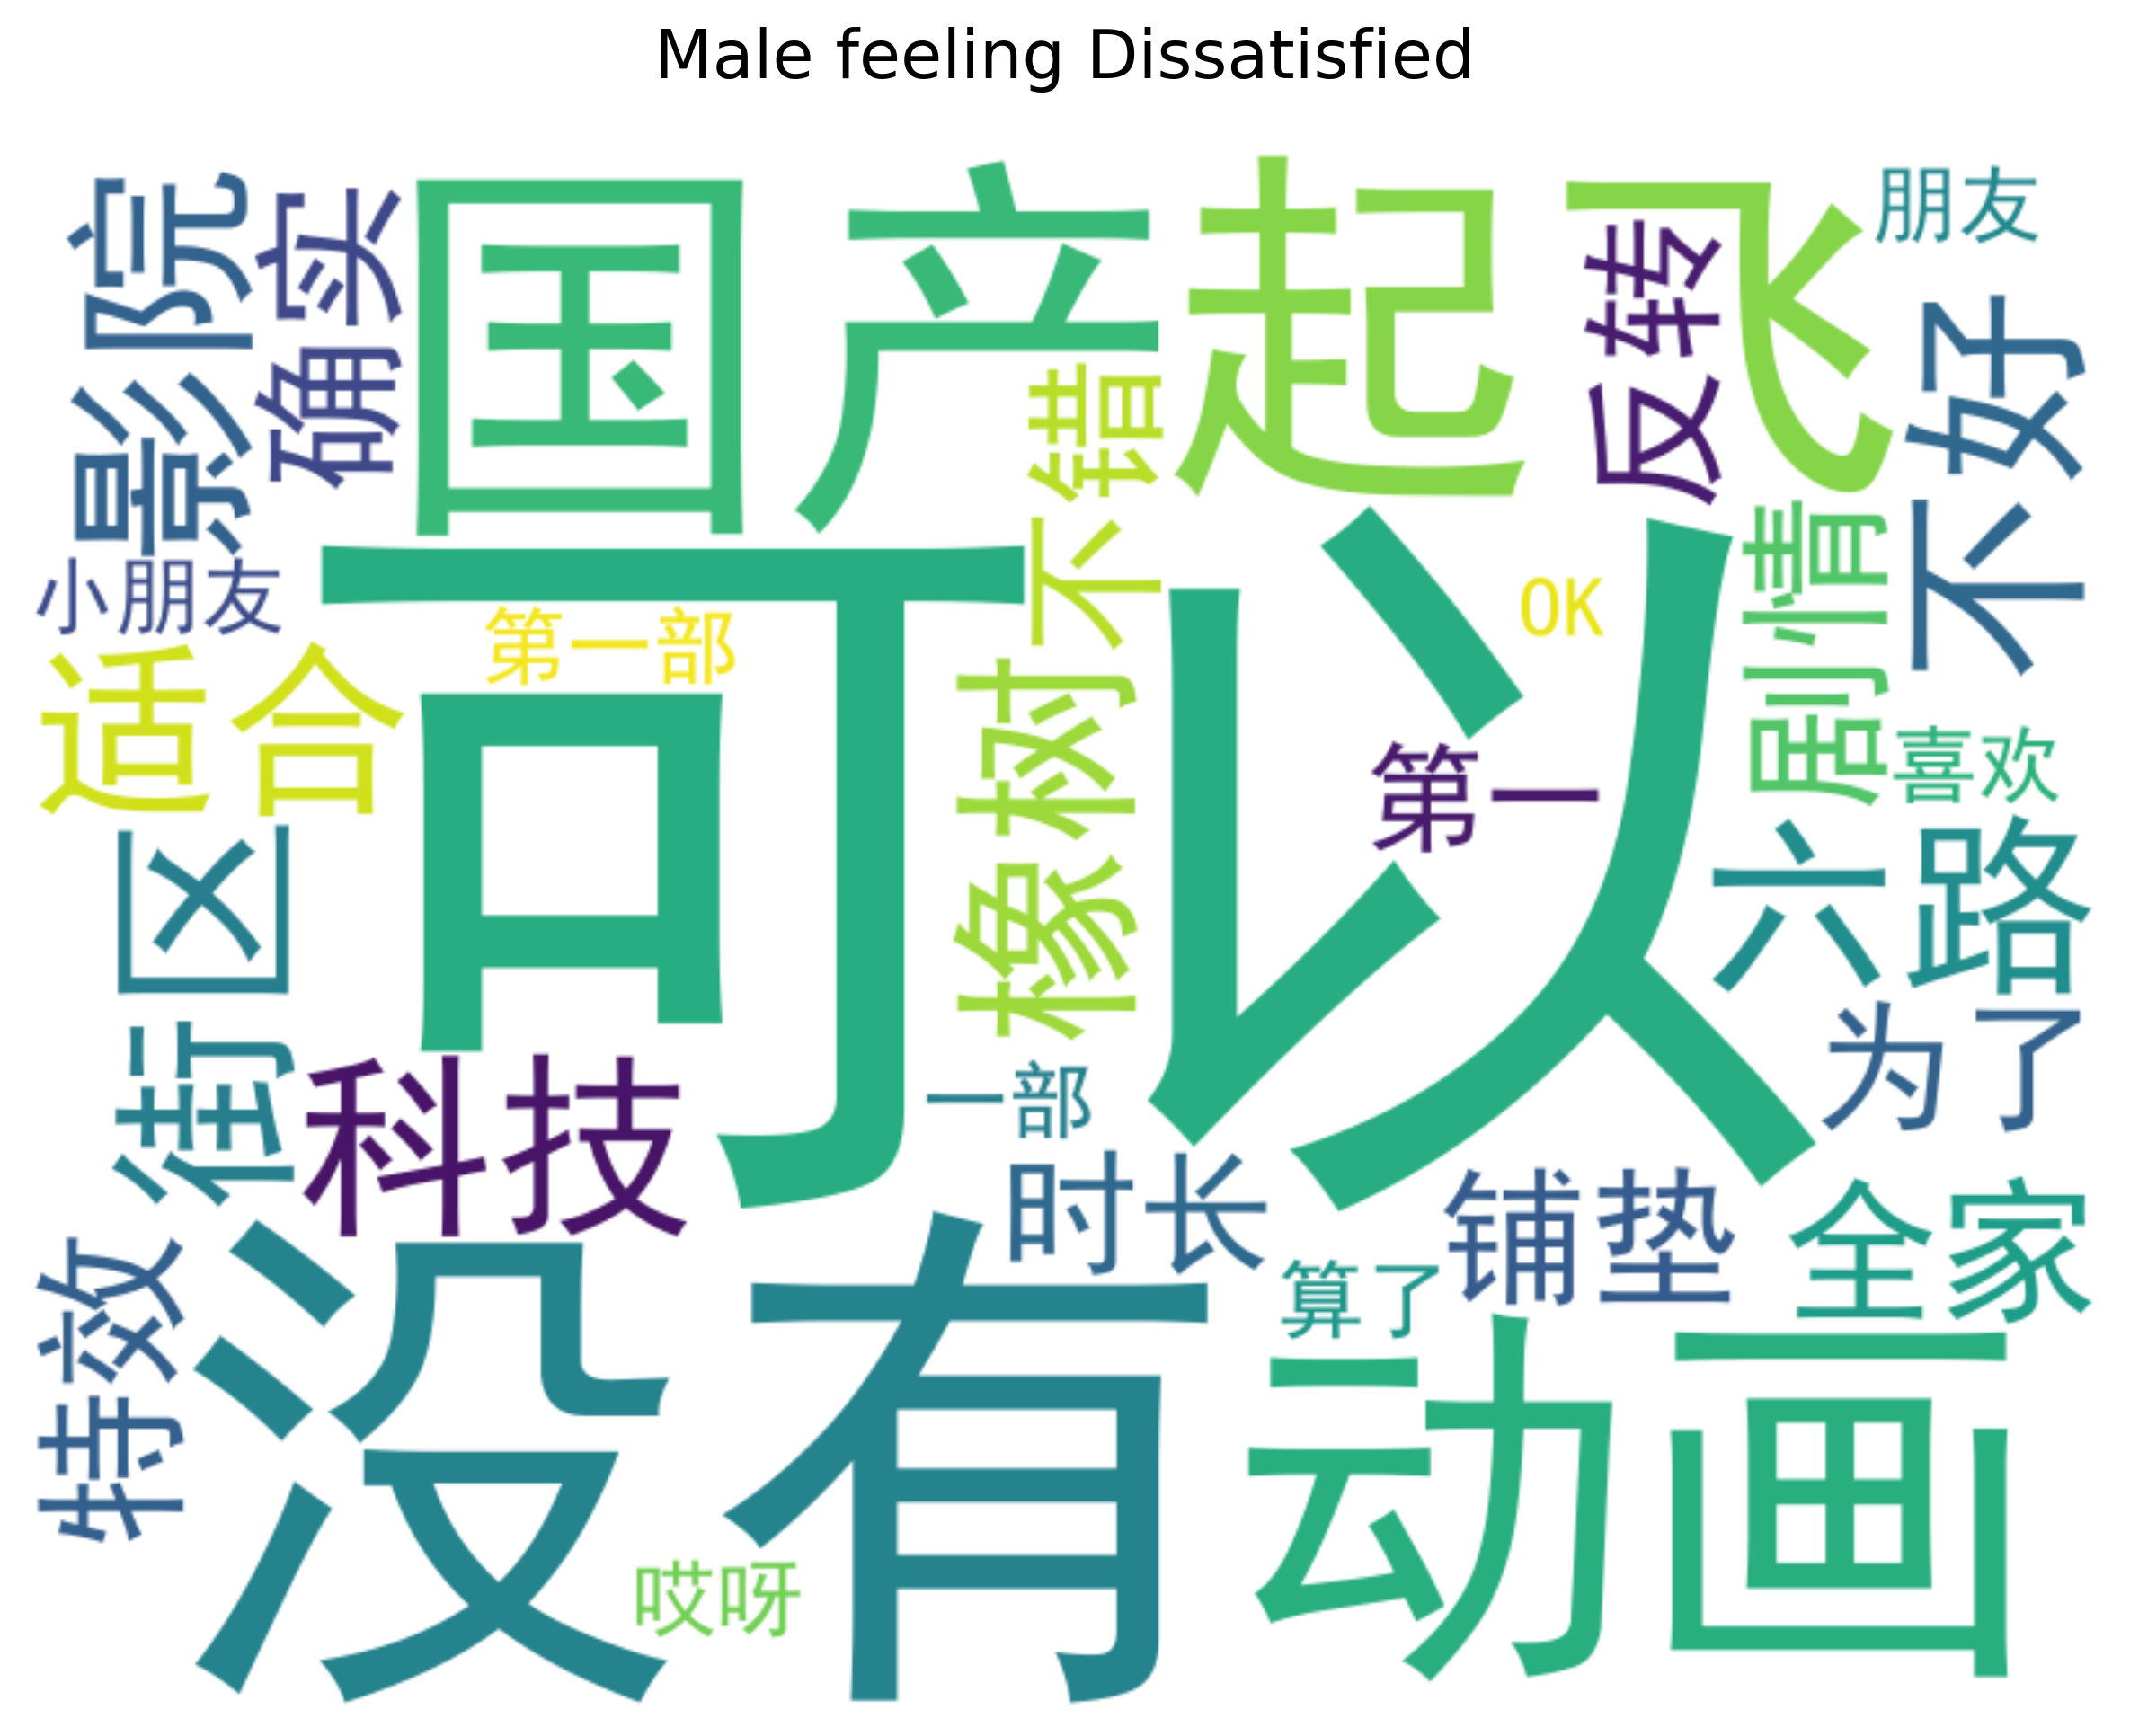 Male feeling Dissatisfied
影院
确实
国产
起飞
反转
朋友
不错
不好
小朋友
第一部
可以
OK
剧情
适合
橡树
第一
喜欢
控区
六路
科技
一部
为了
时长
铺垫
全家
特效
没有
算了
动画
哎呀